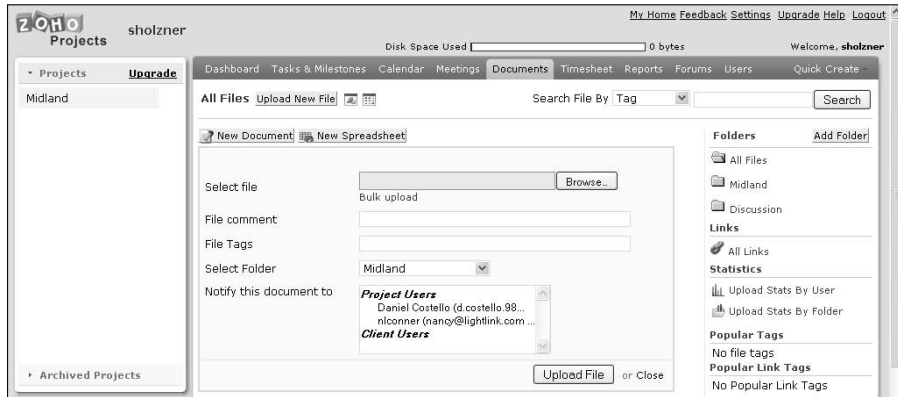 ZOHO
Projects
sholzner
My Home Feedback Settings Upgrade Help Logout
Disk Space Used 0 bytes
Welcome, sholzner
Projects Upgrade
Midland
Archived Projects
Dashboard Tasks & Milestones Calendar Meetings Documents Timesheet Reports Forums Users Quick Create
All Files Upload New File
Search File By Tag Search
New Document New Spreadsheet
Select file Browse...
Bulk upload
File comment
File Tags
Select Folder Midland
Notify this document to
Project Users
Daniel Costello (d.costello.98...
nlconner (nancy@lightlink.com ...
Client Users
Upload File or Close
Folders Add Folder
All Files
Midland
Discussion
Links
All Links
Statistics
Upload Stats By User
Upload Stats By Folder
Popular Tags
No file tags
Popular Link Tags
No Popular Link Tags